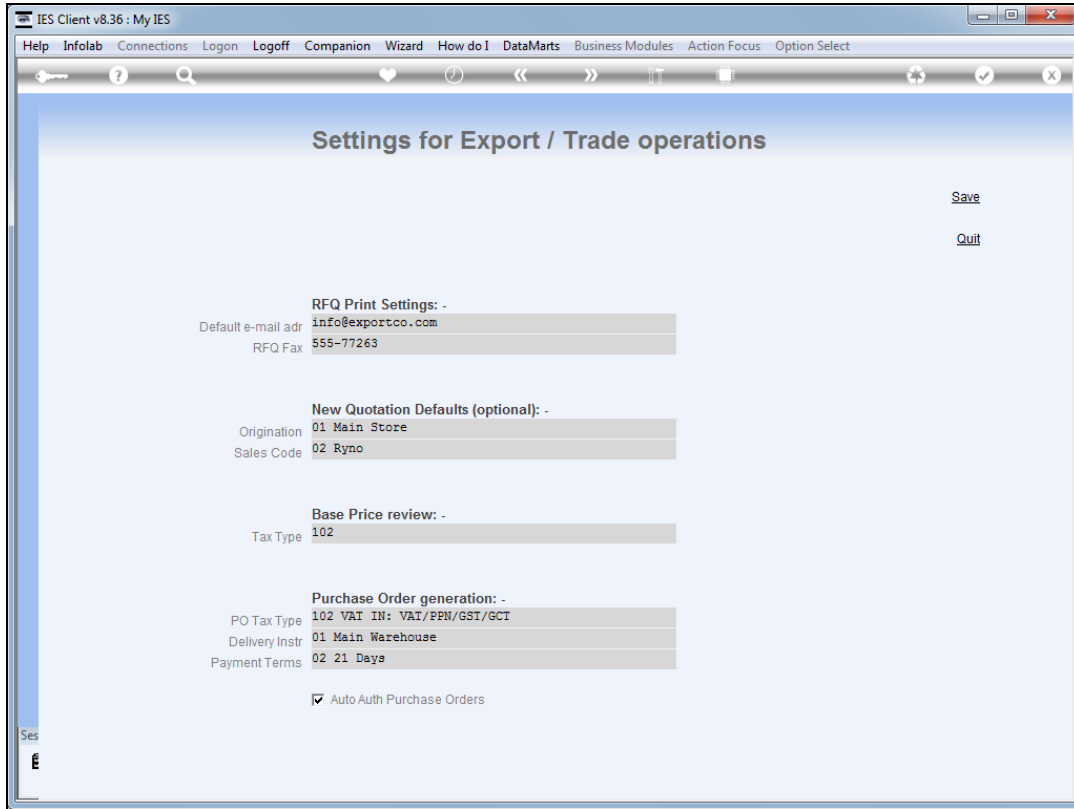 IES Client v8.36 : My IES
Help Infolab Connections Logon Logoff Companion Wizard How do I DataMarts Business Modules Action Focus Option Select
Settings for Export / Trade operations
Save
Quit
RFQ Print Settings: -
Default e-mail adr info@exportco.com
RFQ Fax 555-77263
New Quotation Defaults (optional): -
Origination 01 Main Store
Sales Code 02 Ryno
Base Price review: -
Tax Type 102
Purchase Order generation: -
PO Tax Type 102 VAT IN: VAT/PPN/GST/GCT
Delivery Instr 01 Main Warehouse
Payment Terms 02 21 Days
Auto Auth Purchase Orders
Ses